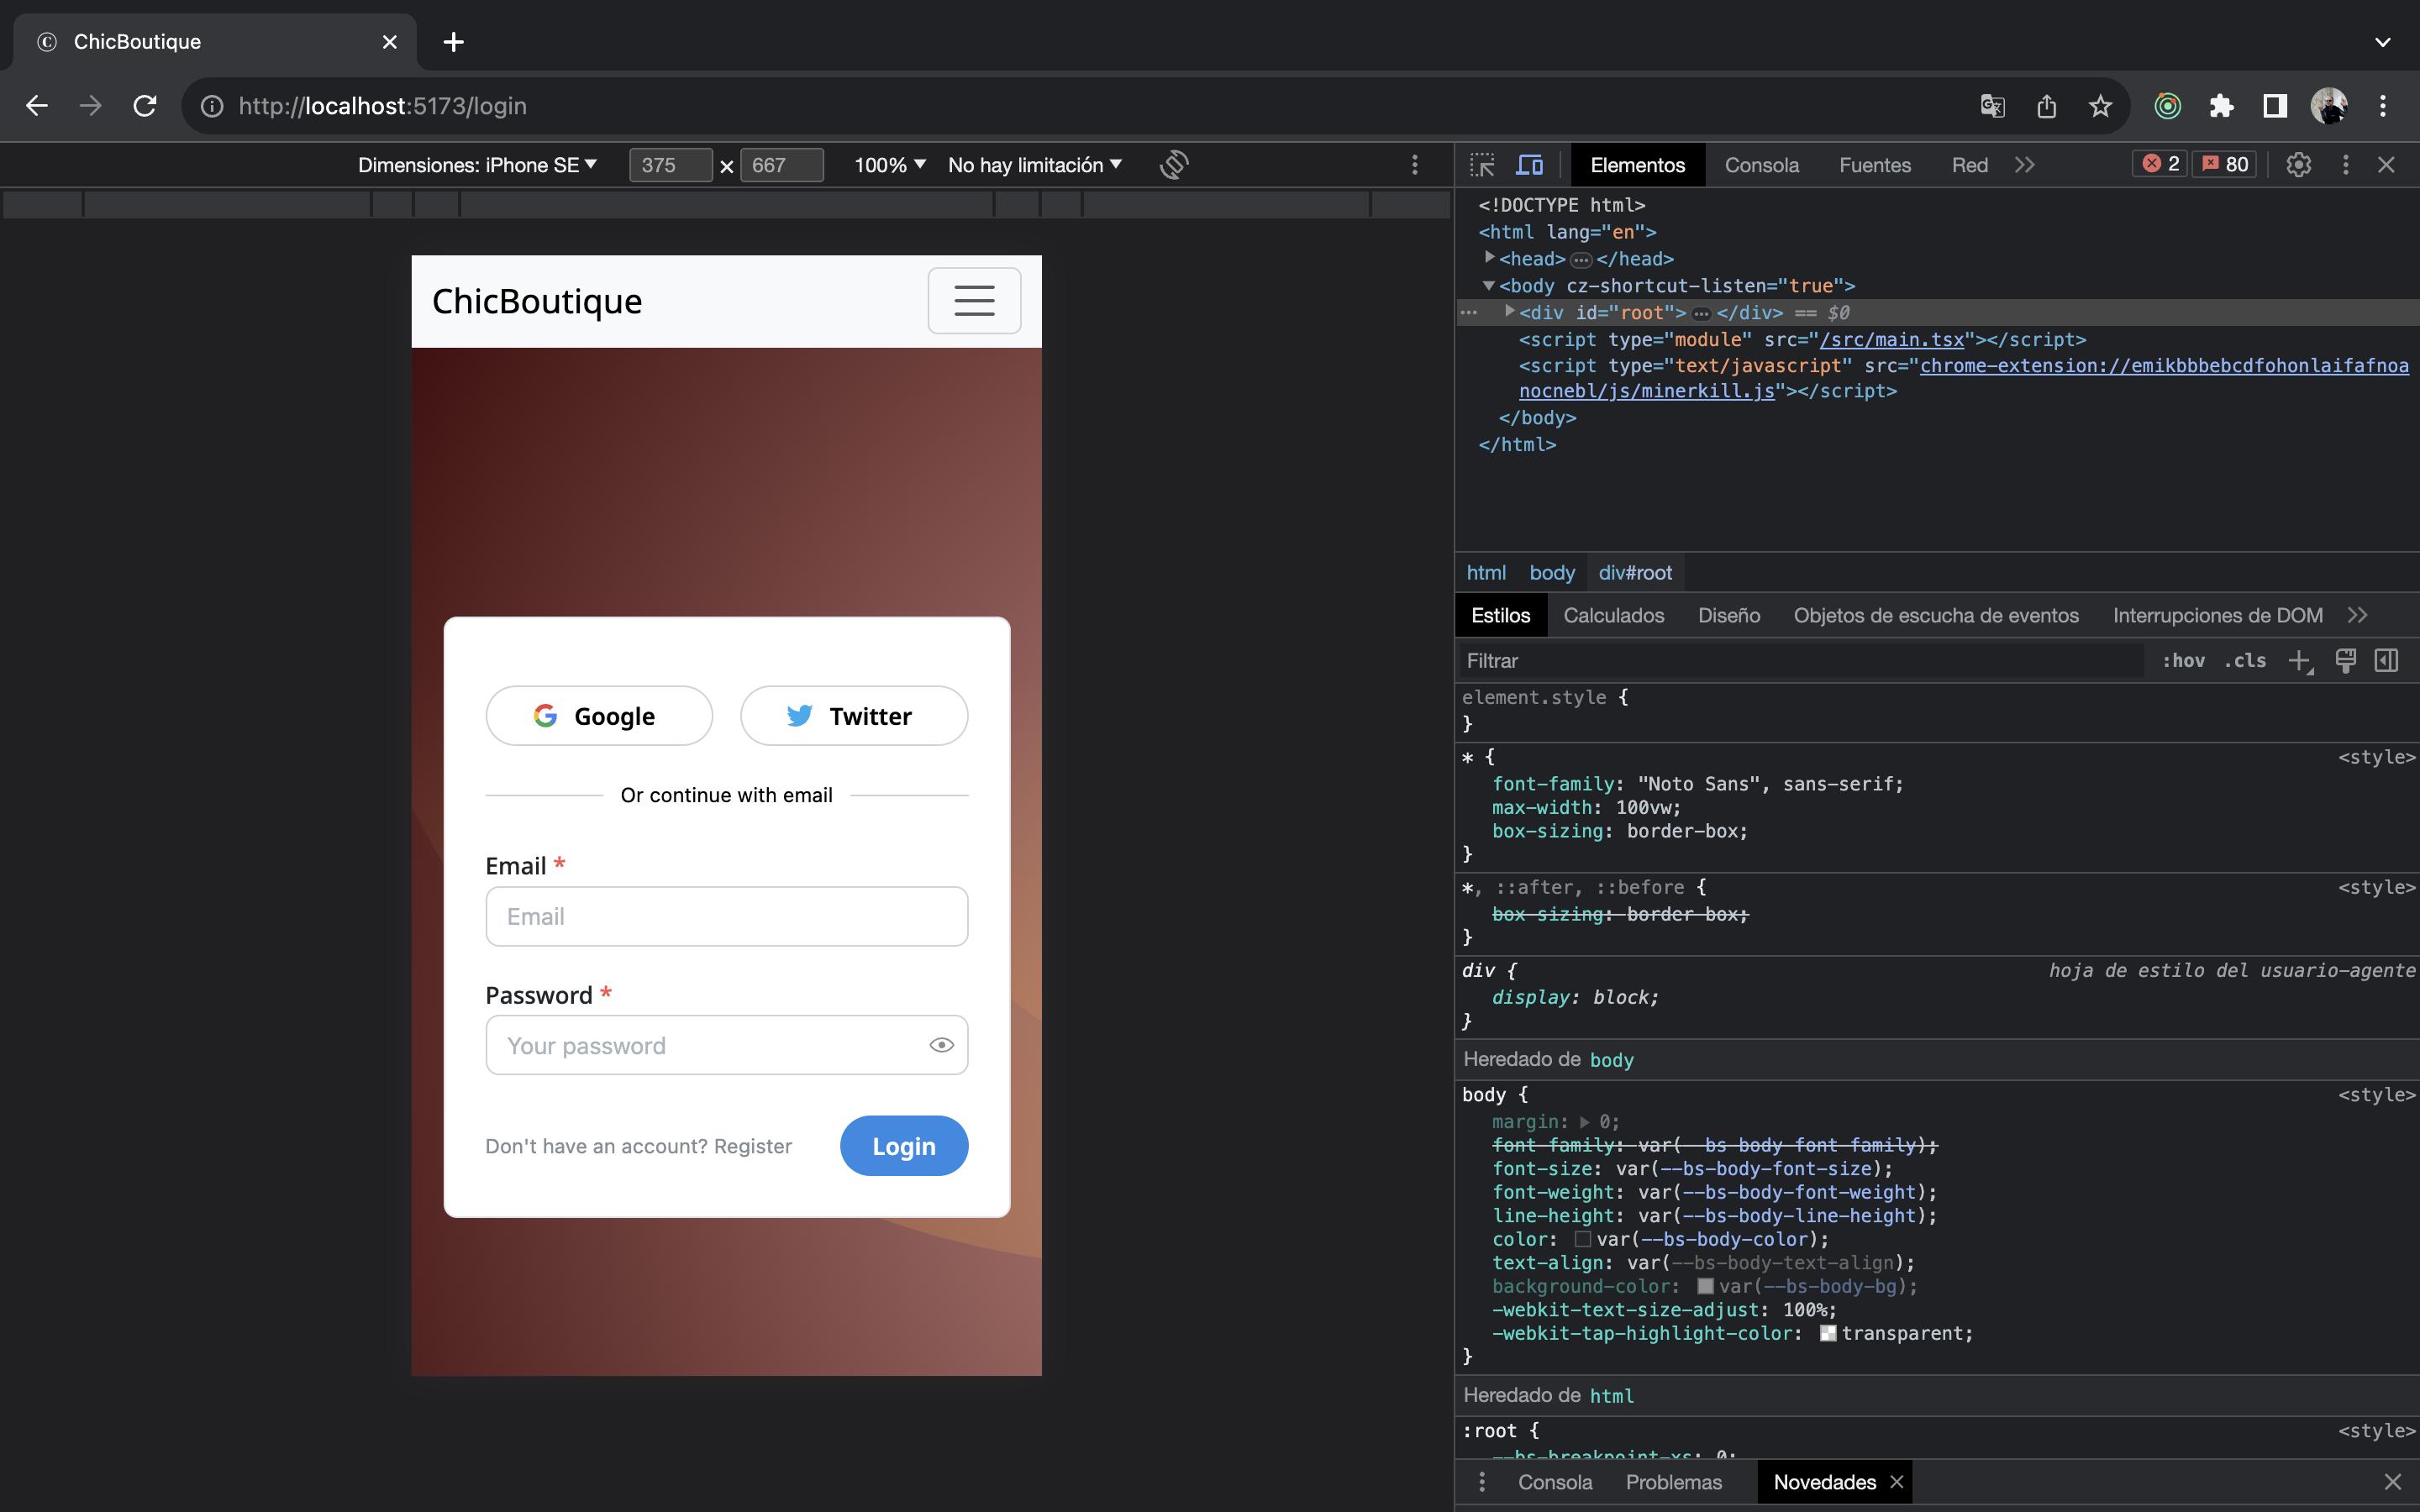 ChicBoutique
http://localhost:5173/login
Dimensiones: iPhone SE
375 × 667
100%
No hay limitación
ChicBoutique
Google
Twitter
Or continue with email
Email *
Email
Password *
Your password
Don't have an account? Register
Login
Elementos
Consola
Fuentes
Red
2
80
<!DOCTYPE html>
<html lang="en">
<head> ••• </head>
<body cz-shortcut-listen="true">
••• <div id="root"> ••• </div> == $0
<script type="module" src="/src/main.tsx"></script>
<script type="text/javascript" src="chrome-extension://emikbbbebcdfohonlaifafnoa
nocnebl/js/minerkill.js"></script>
</body>
</html>
html body div#root
Estilos
Calculados
Diseño
Objetos de escucha de eventos
Interrupciones de DOM
Filtrar
:hov .cls
element.style {
}
* { <style>
font-family: "Noto Sans", sans-serif;
max-width: 100vw;
box-sizing: border-box;
}
*, ::after, ::before { <style>
box-sizing: border-box;
}
div { hoja de estilo del usuario-agente
display: block;
}
Heredado de body
body { <style>
margin: 0;
font-family: var(--bs-body-font-family);
font-size: var(--bs-body-font-size);
font-weight: var(--bs-body-font-weight);
line-height: var(--bs-body-line-height);
color: var(--bs-body-color);
text-align: var(--bs-body-text-align);
background-color: var(--bs-body-bg);
-webkit-text-size-adjust: 100%;
-webkit-tap-highlight-color: transparent;
}
Heredado de html
:root { <style>
--bs-breakpoint-xs: 0;
Consola
Problemas
Novedades